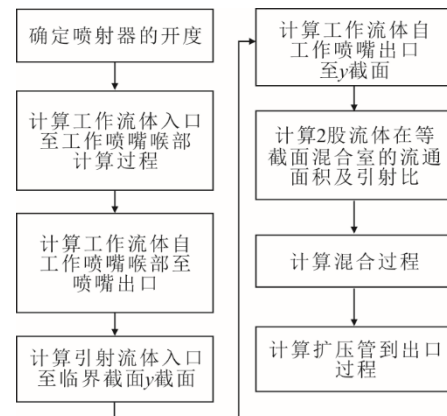 确定喷射器的开度
计算工作流体入口
至工作喷嘴喉部
计算过程
计算工作流体自
工作喷嘴喉部至
喷嘴出口
计算引射流体入口
至临界截面y截面
计算工作流体自
工作喷嘴出口
至y截面
计算2股流体在等
截面混合室的流通
面积及引射比
计算混合过程
计算扩压管到出口
过程